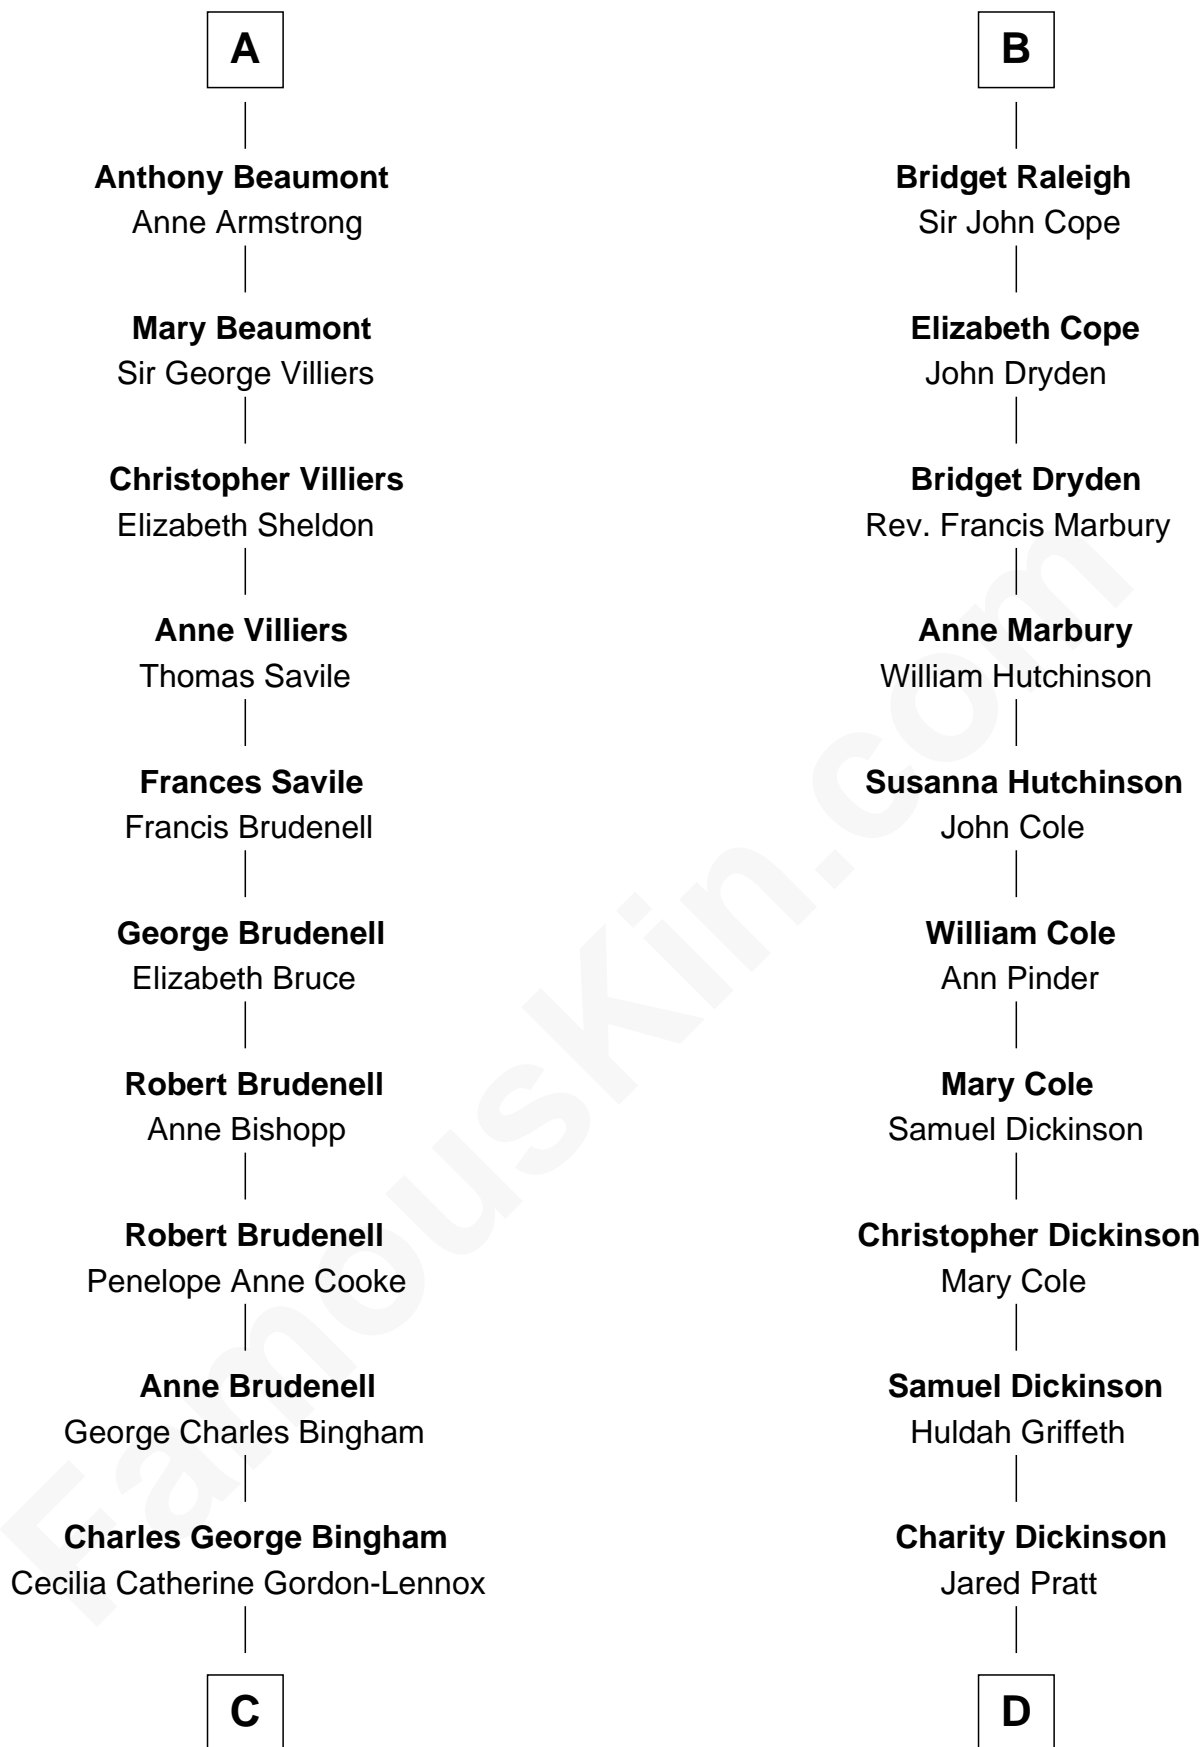 A
Anthony Beaumont
Anne Armstrong
Mary Beaumont
Sir George Villiers
Christopher Villiers
Elizabeth Sheldon
Anne Villiers
Thomas Savile
Frances Savile
Francis Brudenell
George Brudenell
Elizabeth Bruce
Robert Brudenell
Anne Bishopp
Robert Brudenell
Penelope Anne Cooke
Anne Brudenell
George Charles Bingham
Charles George Bingham
Cecilia Catherine Gordon-Lennox
C
B
Bridget Raleigh
Sir John Cope
Elizabeth Cope
John Dryden
Bridget Dryden
Rev. Francis Marbury
Anne Marbury
William Hutchinson
Susanna Hutchinson
John Cole
William Cole
Ann Pinder
Mary Cole
Samuel Dickinson
Christopher Dickinson
Mary Cole
Samuel Dickinson
Huldah Griffeth
Charity Dickinson
Jared Pratt
D
FamousKin.com